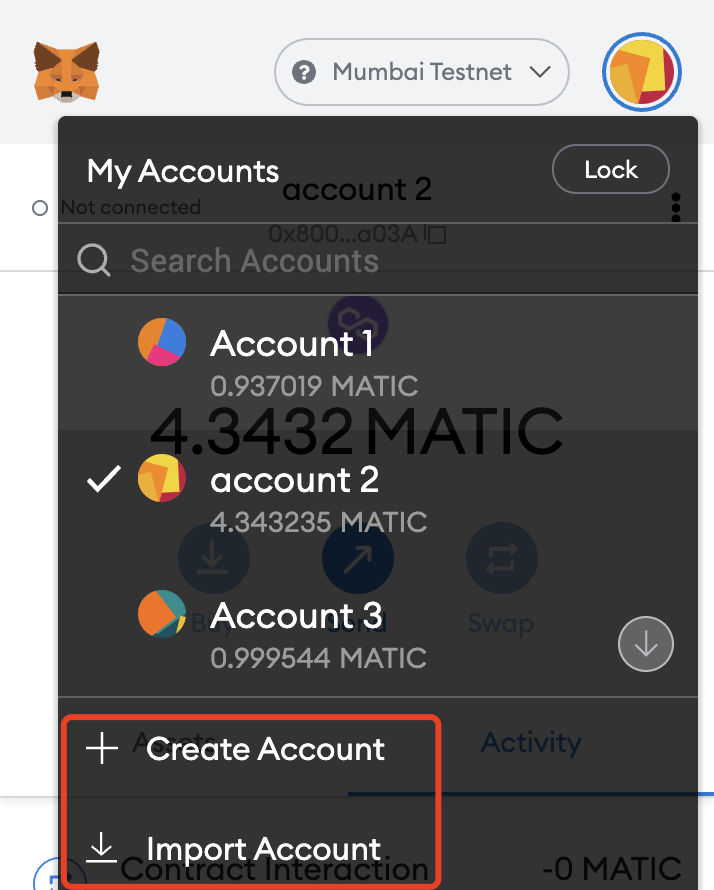 Mumbai Testnet
My Accounts
Lock
account 2
Not connected
0x800...a03A
Search Accounts
Account 1
0.937019 MATIC
4.3432 MATIC
account 2
4.343235 MATIC
Account 3
Buy
Send
Swap
0.999544 MATIC
Assets
Create Account
Activity
Import Account
Contract Interaction
-0 MATIC